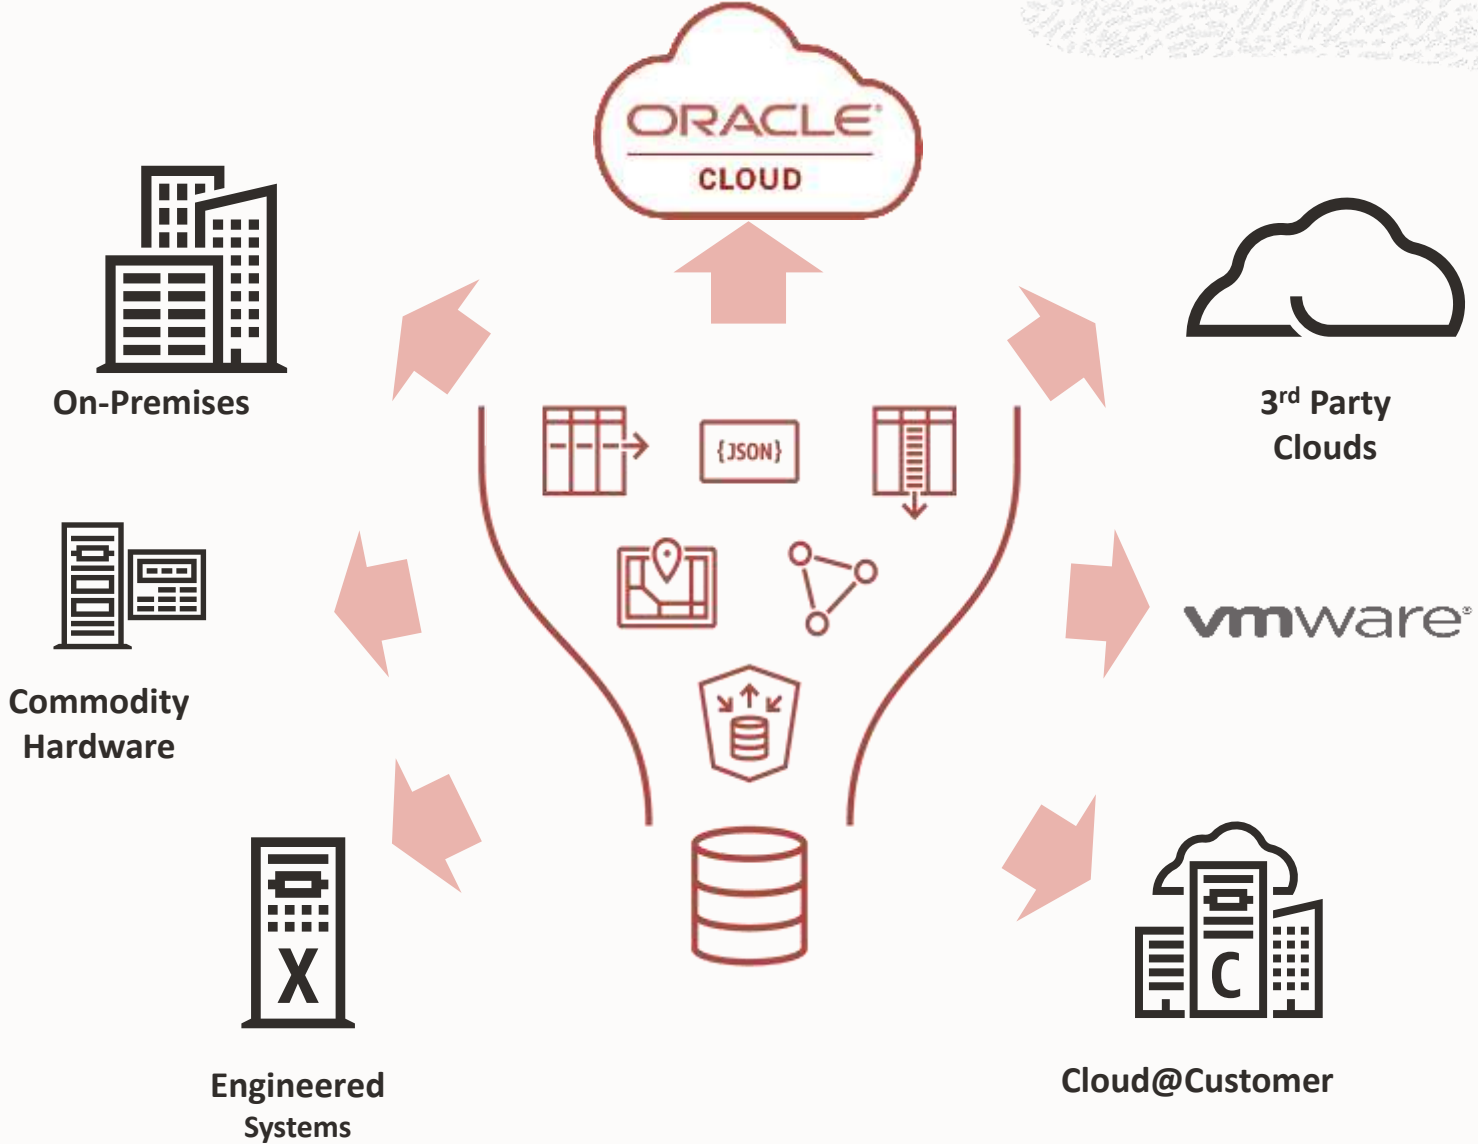 ORACLE®
CLOUD
On-Premises
3rd Party
Clouds
{JSON}
Commodity
Hardware
vmware®
X
Engineered
Systems
C
Cloud@Customer